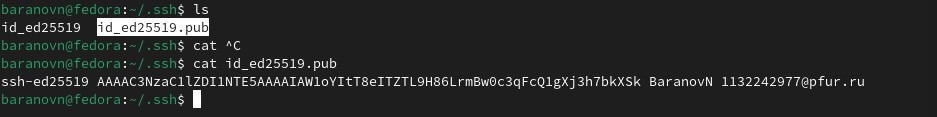 baranovn@fedora:~/.ssh$ ls
id_ed25519  id_ed25519.pub
baranovn@fedora:~/.ssh$ cat ^C
baranovn@fedora:~/.ssh$ cat id_ed25519.pub
ssh-ed25519 AAAAC3NzaC1lZDI1NTE5AAAAIAW1oYItT8eITZTL9H86LrmBw0c3qFcQ1gXj3h7bkXSk BaranovN 1132242977@pfur.ru
baranovn@fedora:~/.ssh$